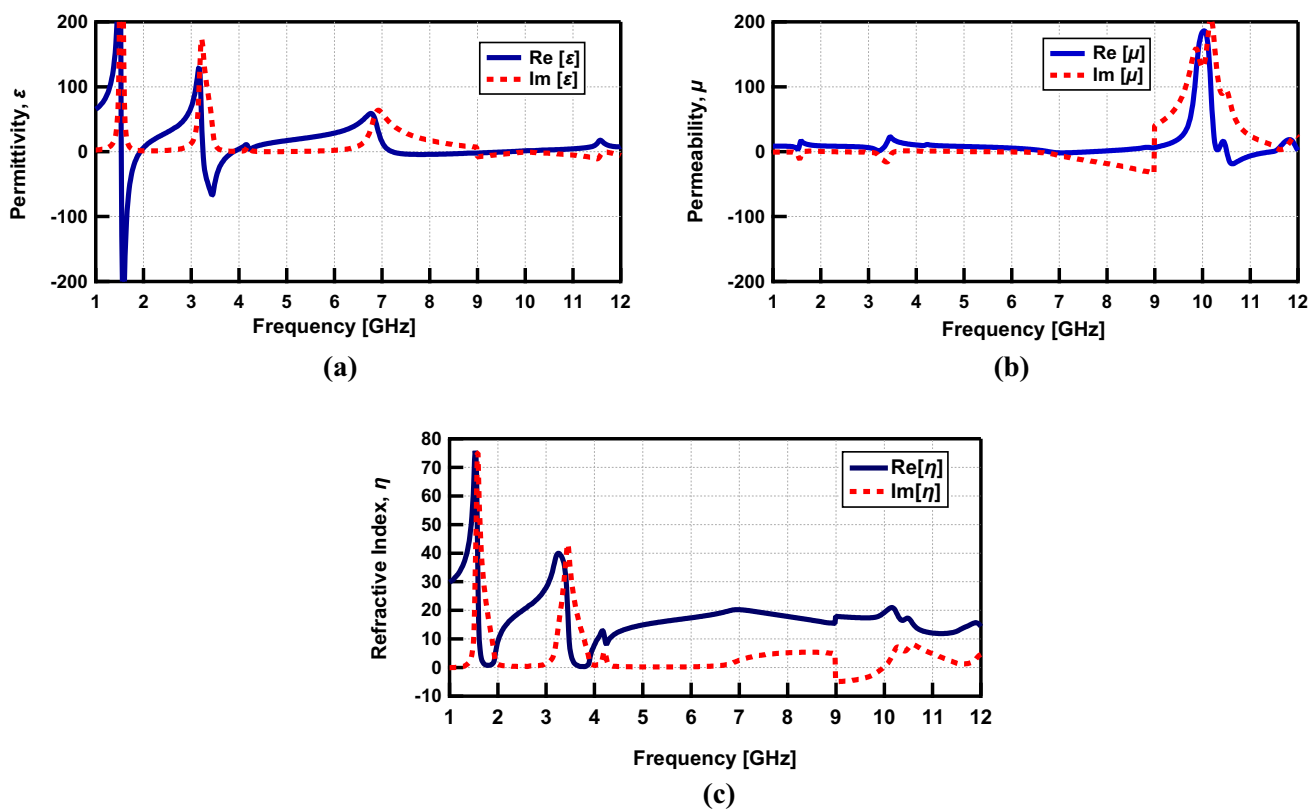 200
100
0
-100
-200
Permittivity, ε
Re [ε]
Im [ε]
1 2 3 4 5 6 7 8 9 10 11 12
Frequency [GHz]
(a)
200
100
0
-100
-200
Permeability, μ
Re [μ]
Im [μ]
1 2 3 4 5 6 7 8 9 10 11 12
Frequency [GHz]
(b)
80
70
60
50
40
30
20
10
0
-10
Refractive Index, η
Re[η]
Im[η]
1 2 3 4 5 6 7 8 9 10 11 12
Frequency [GHz]
(c)